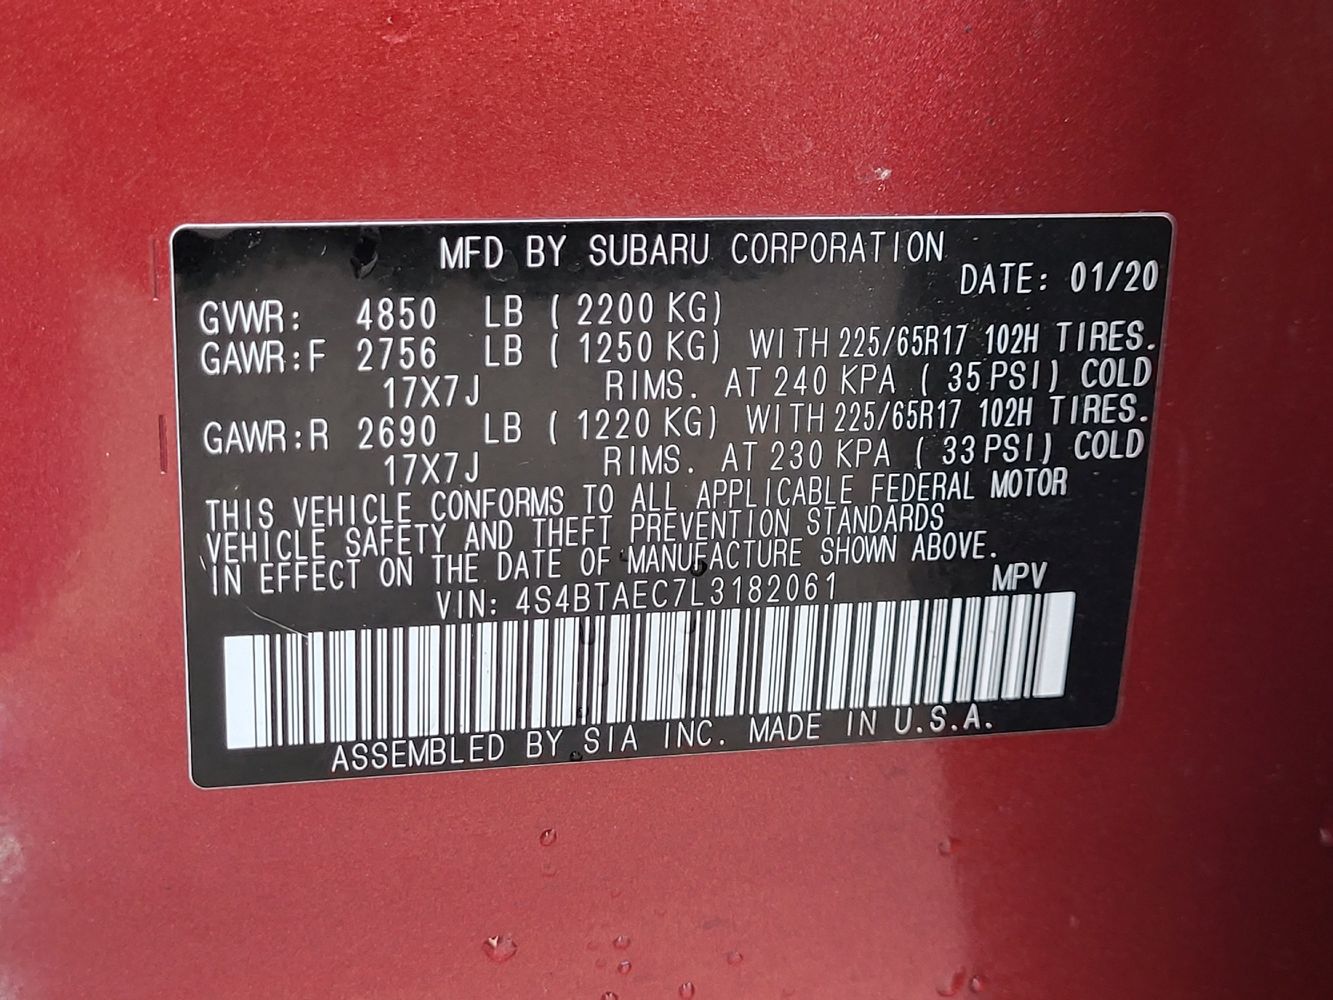 MFD BY SUBARU CORPORATION
DATE: 01/20
GVWR: 4850 LB ( 2200 KG)
GAWR:F 2756 LB ( 1250 KG) WITH 225/65R17 102H TIRES.
17X7J RIMS. AT 240 KPA ( 35 PSI) COLD
GAWR:R 2690 LB ( 1220 KG) WITH 225/65R17 102H TIRES.
17X7J RIMS. AT 230 KPA ( 33 PSI) COLD
THIS VEHICLE CONFORMS TO ALL APPLICABLE FEDERAL MOTOR
VEHICLE SAFETY AND THEFT PREVENTION STANDARDS
IN EFFECT ON THE DATE OF MANUFACTURE SHOWN ABOVE.
VIN: 4S4BTAEC7L3182061 MPV
ASSEMBLED BY SIA INC. MADE IN U.S.A.